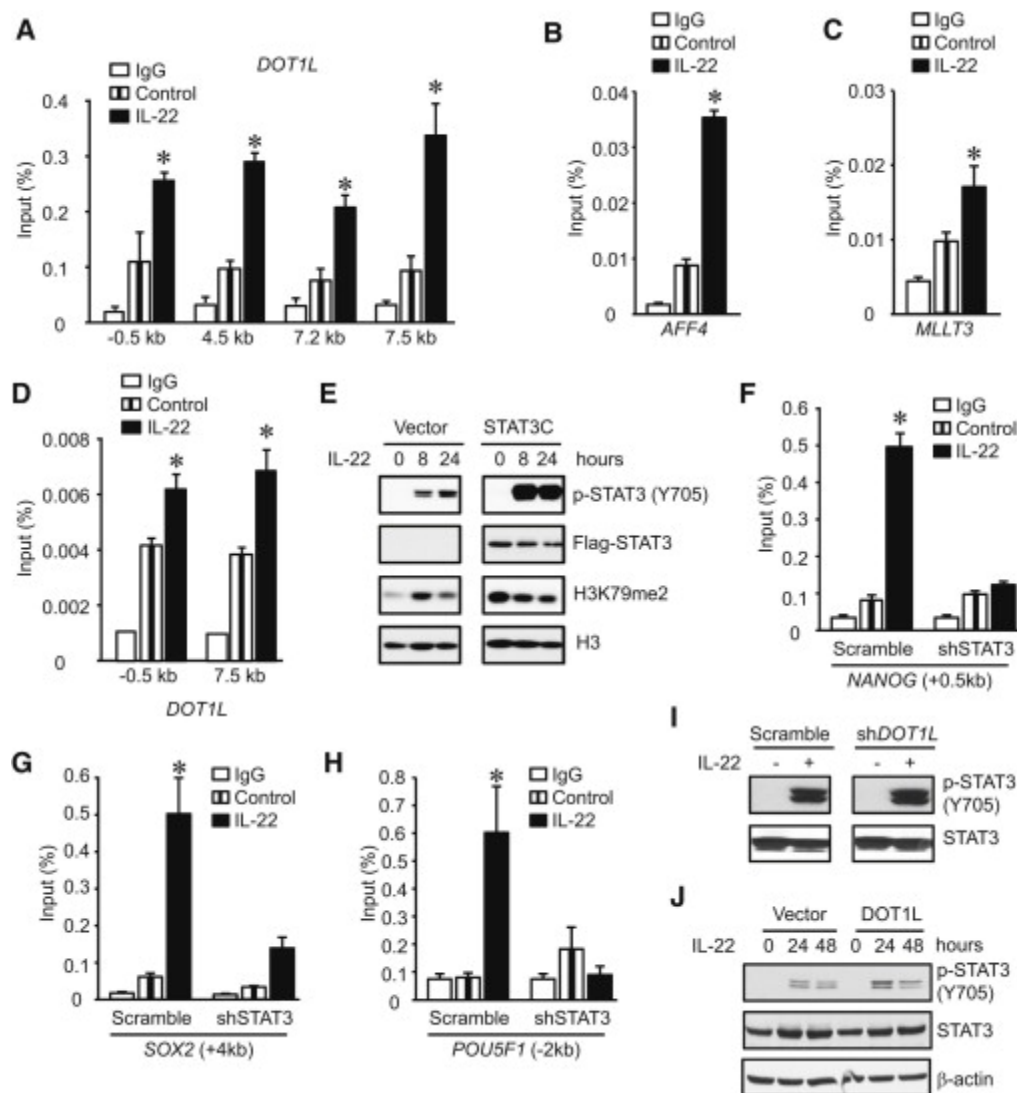 A
DOT1L
IgG
Control
IL-22
Input (%)
0.4
0.3
0.2
0.1
0
*
*
*
*
-0.5 kb 4.5 kb 7.2 kb 7.5 kb
B
IgG
Control
IL-22
Input (%)
0.04
0.03
0.02
0.01
0
*
AFF4
C
IgG
Control
IL-22
Input (%)
0.03
0.02
0.01
0.00
*
MLLT3
D
IgG
Control
IL-22
Input (%)
0.008
0.006
0.004
0.002
0
*
*
-0.5 kb 7.5 kb
DOT1L
E
Vector STAT3C
IL-22 0 8 24 0 8 24 hours
p-STAT3 (Y705)
Flag-STAT3
H3K79me2
H3
F
IgG
Control
IL-22
Input (%)
0.6
0.5
0.4
0.3
0.2
0.1
0
*
Scramble shSTAT3
NANOG (+0.5kb)
G
IgG
Control
IL-22
Input (%)
0.6
0.5
0.4
0.3
0.2
0.1
0
*
Scramble shSTAT3
SOX2 (+4kb)
H
IgG
Control
IL-22
Input (%)
0.8
0.7
0.6
0.5
0.4
0.3
0.2
0.1
0
*
Scramble shSTAT3
POU5F1 (-2kb)
I
Scramble shDOT1L
IL-22 - + - +
p-STAT3
(Y705)
STAT3
J
Vector DOT1L
IL-22 0 24 48 0 24 48 hours
p-STAT3
(Y705)
STAT3
β-actin